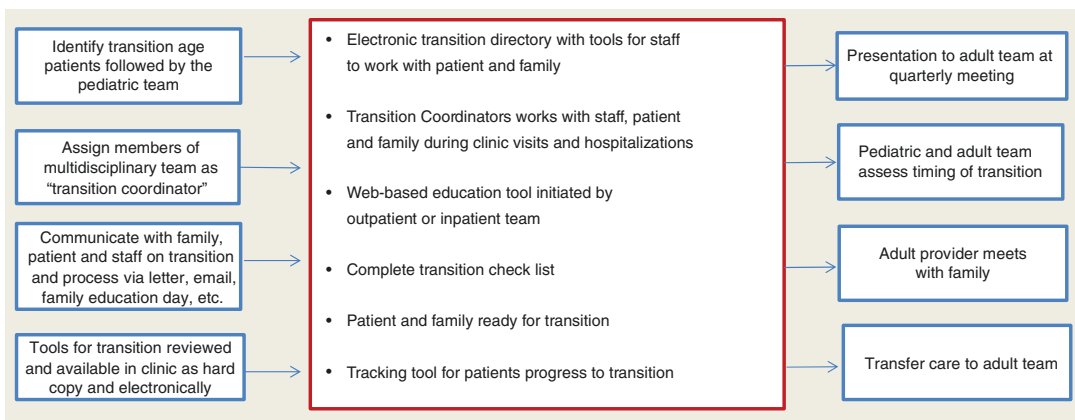 Identify transition age
patients followed by the
pediatric team
Assign members of
multidisciplinary team as
“transition coordinator”
Communicate with family,
patient and staff on transition
and process via letter, email,
family education day, etc.
Tools for transition reviewed
and available in clinic as hard
copy and electronically
• Electronic transition directory with tools for staff
to work with patient and family
• Transition Coordinators works with staff, patient
and family during clinic visits and hospitalizations
• Web-based education tool initiated by
outpatient or inpatient team
• Complete transition check list
• Patient and family ready for transition
• Tracking tool for patients progress to transition
Presentation to adult team at
quarterly meeting
Pediatric and adult team
assess timing of transition
Adult provider meets
with family
Transfer care to adult team